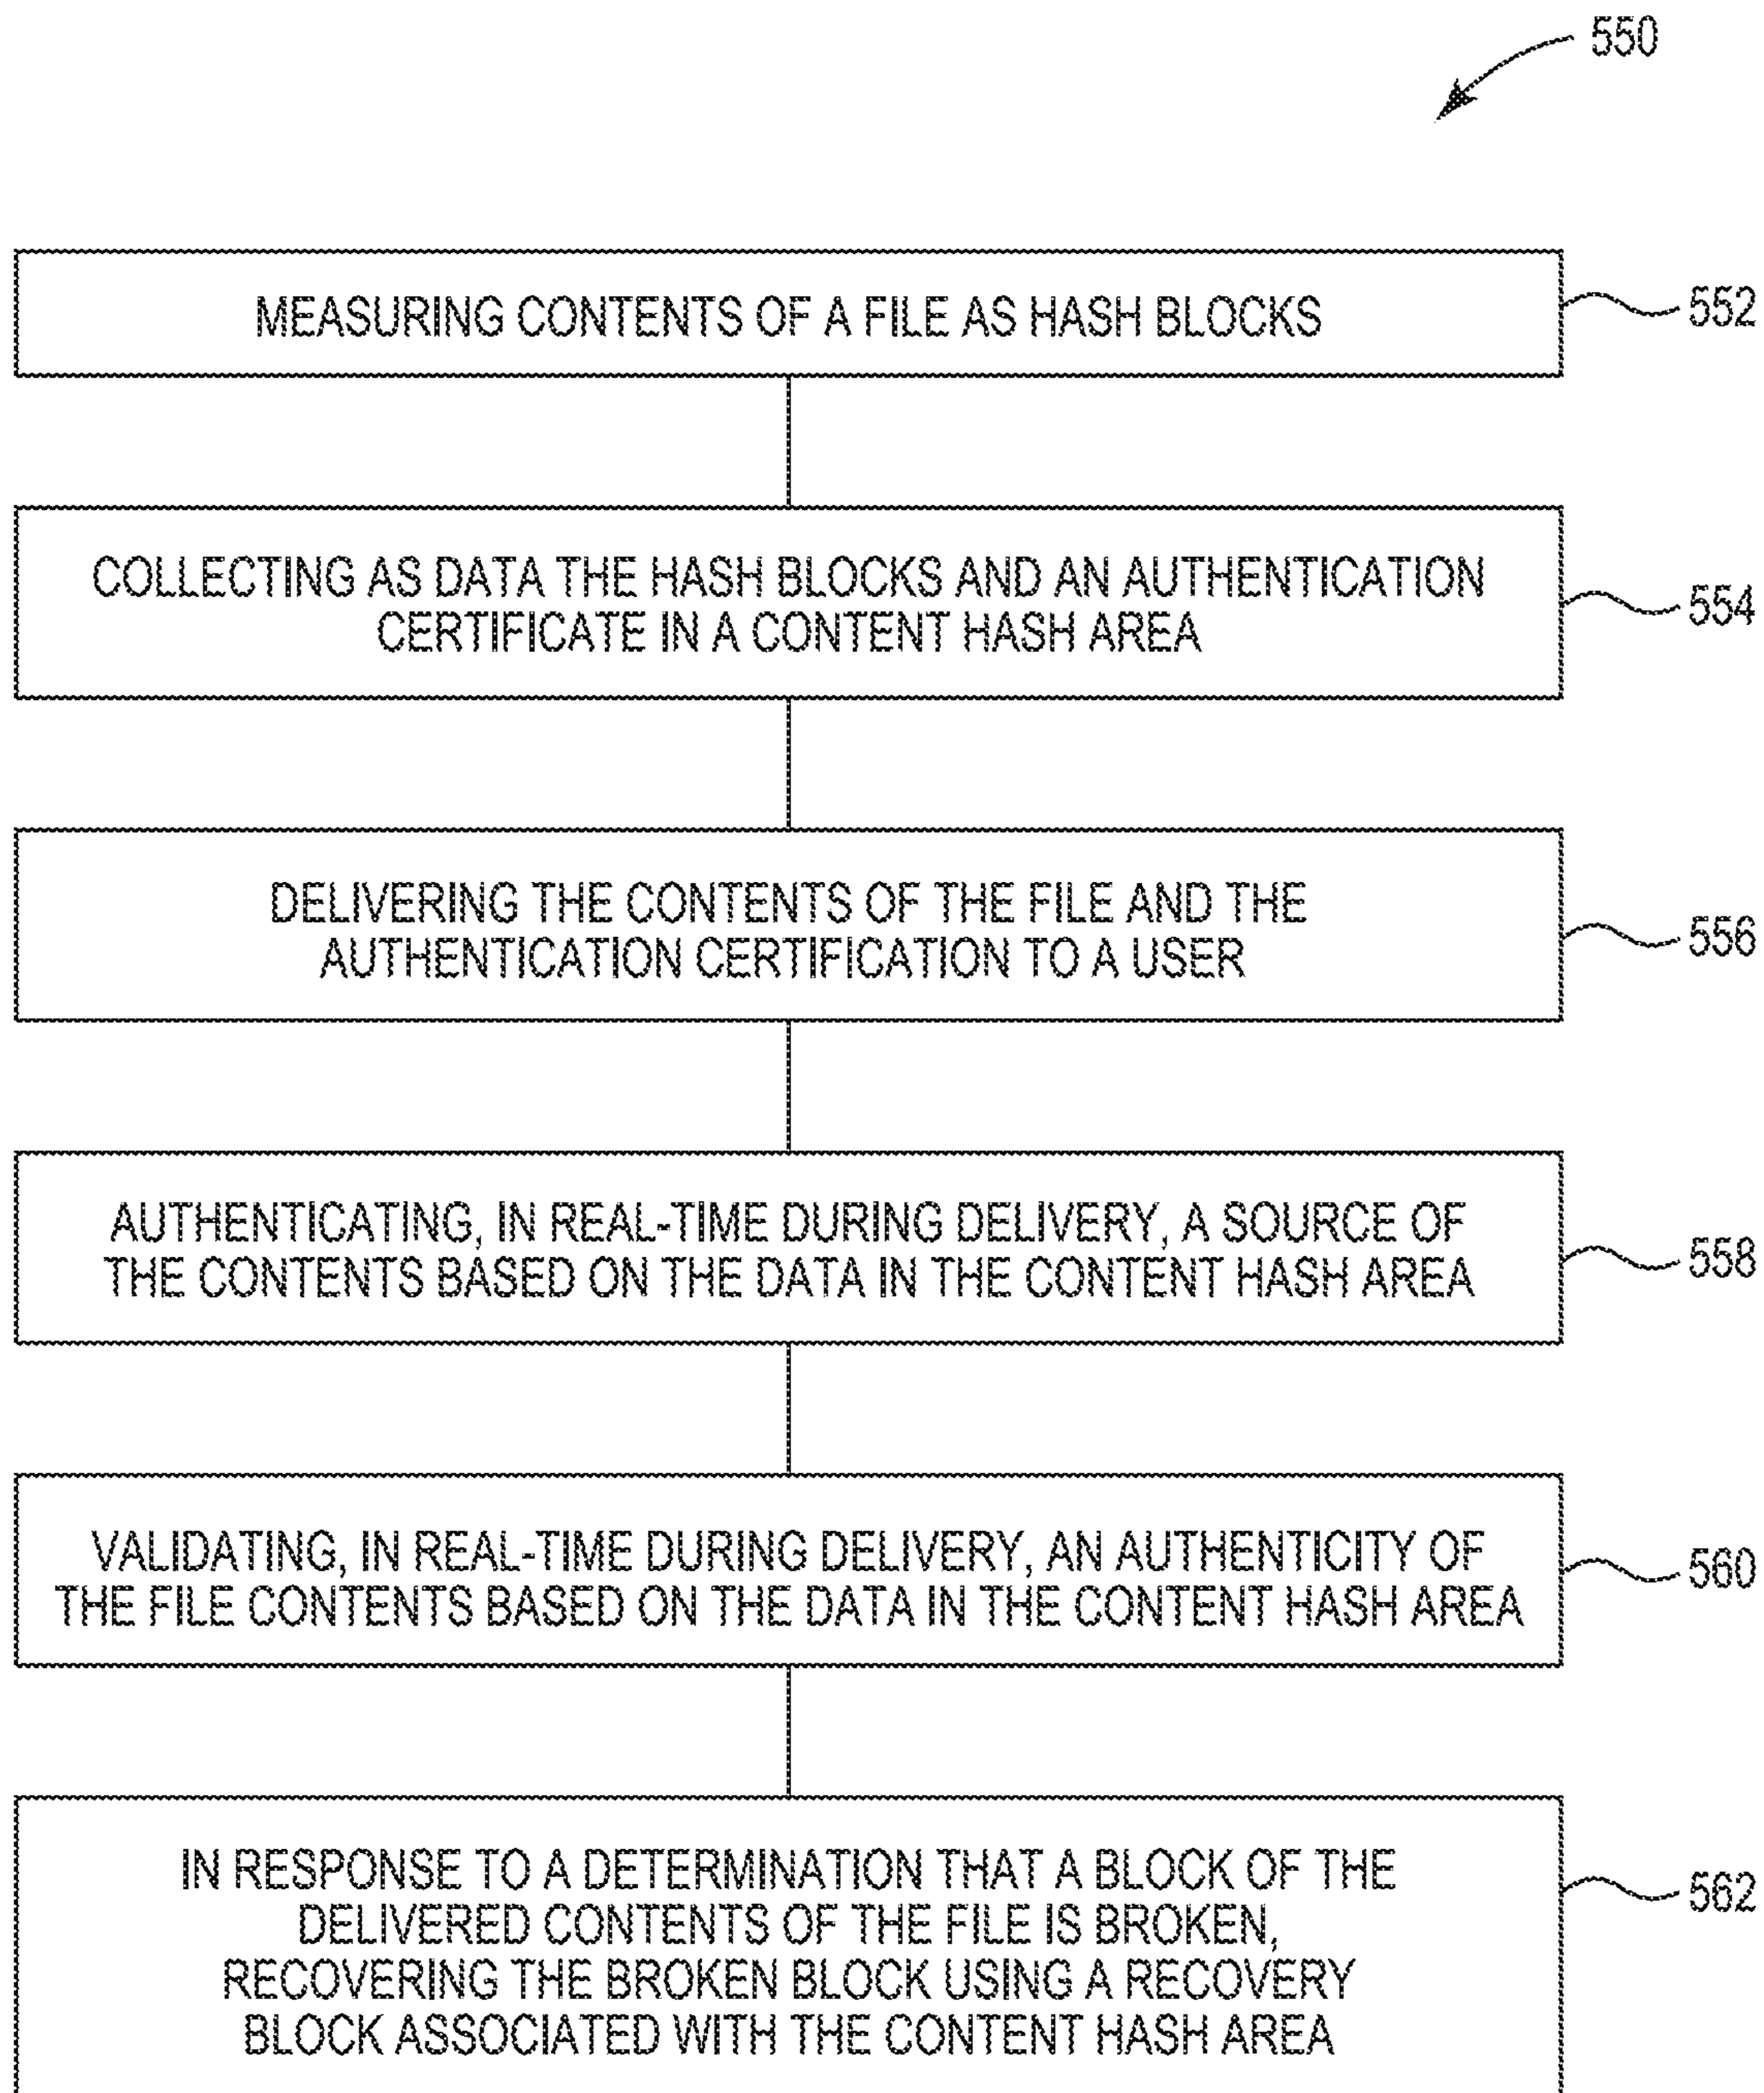 550
MEASURING CONTENTS OF A FILE AS HASH BLOCKS
552
COLLECTING AS DATA THE HASH BLOCKS AND AN AUTHENTICATION
CERTIFICATE IN A CONTENT HASH AREA
554
DELIVERING THE CONTENTS OF THE FILE AND THE
AUTHENTICATION CERTIFICATION TO A USER
556
AUTHENTICATING, IN REAL-TIME DURING DELIVERY, A SOURCE OF
THE CONTENTS BASED ON THE DATA IN THE CONTENT HASH AREA
558
VALIDATING, IN REAL-TIME DURING DELIVERY, AN AUTHENTICITY OF
THE FILE CONTENTS BASED ON THE DATA IN THE CONTENT HASH AREA
560
IN RESPONSE TO A DETERMINATION THAT A BLOCK OF THE
DELIVERED CONTENTS OF THE FILE IS BROKEN,
RECOVERING THE BROKEN BLOCK USING A RECOVERY
BLOCK ASSOCIATED WITH THE CONTENT HASH AREA
562